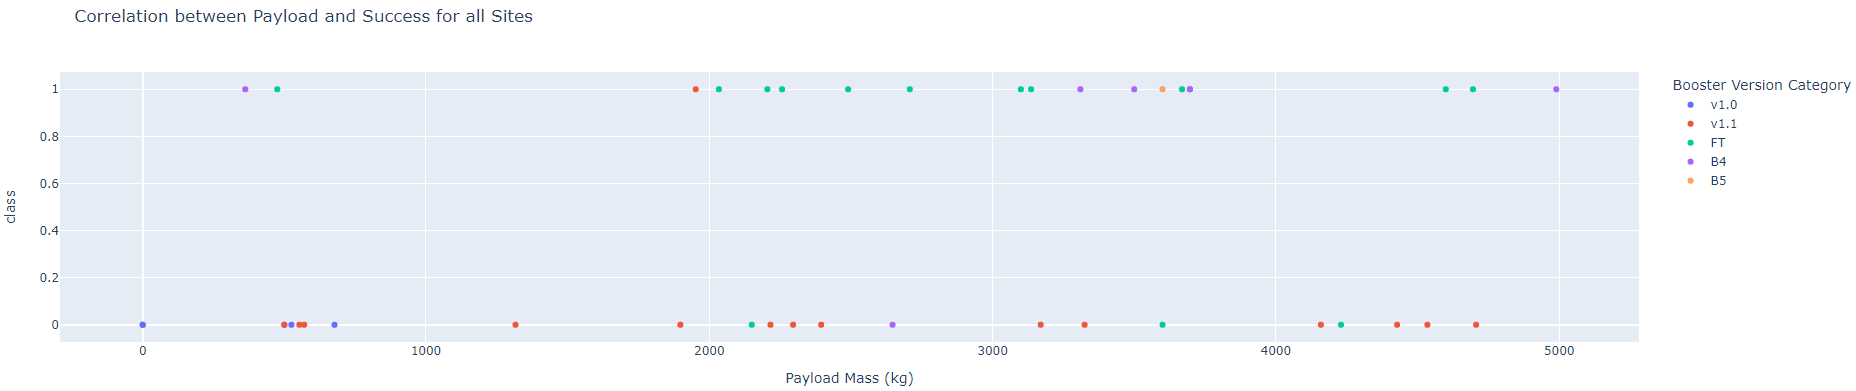 Correlation between Payload and Success for all Sites
1
0.8
0.6
0.4
0.2
0
class
0 1000 2000 3000 4000 5000
Payload Mass (kg)
Booster Version Category
v1.0
v1.1
FT
B4
B5